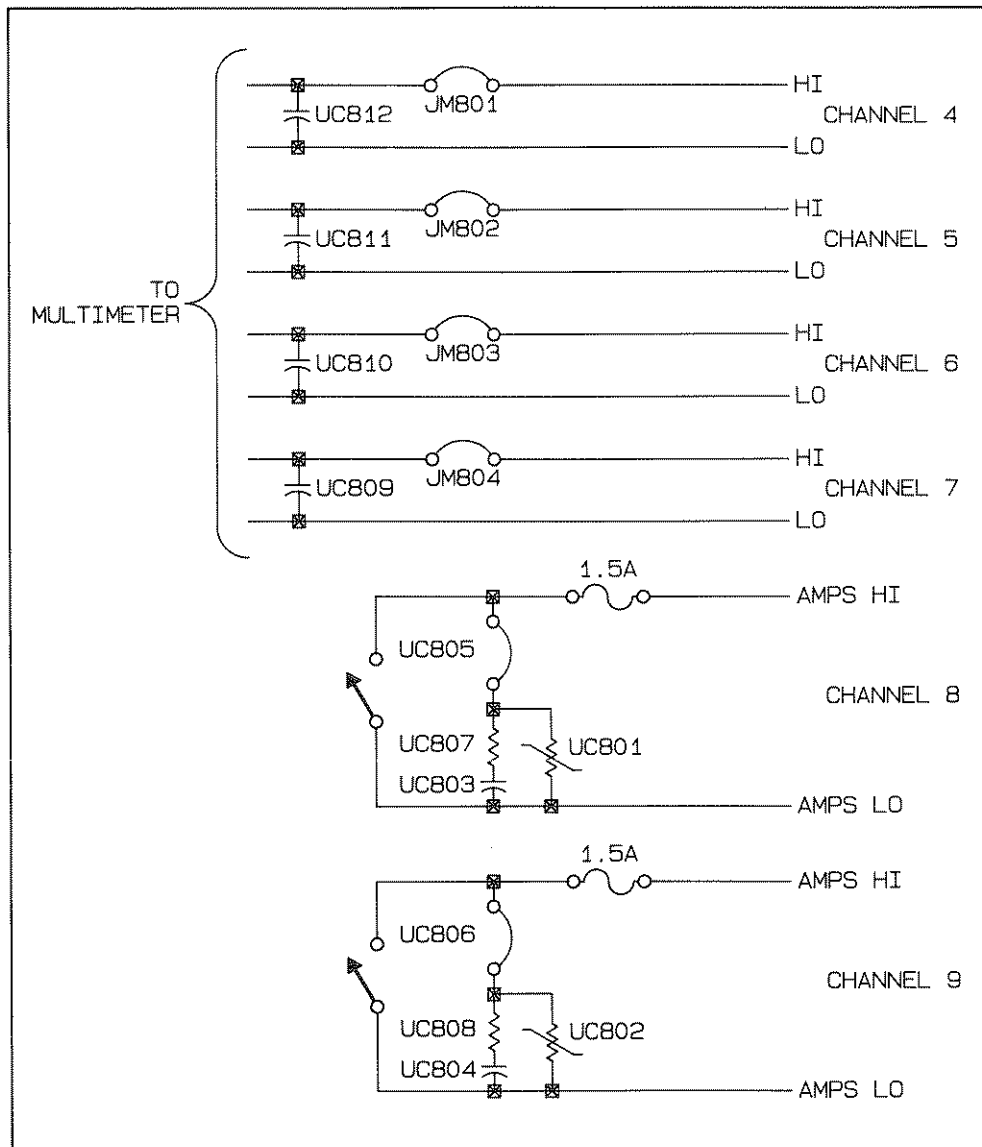 HI
JM801
UC812
CHANNEL 4
LO
HI
JM802
UC811
CHANNEL 5
LO
TO
MULTIMETER
HI
JM803
UC810
CHANNEL 6
LO
HI
JM804
UC809
CHANNEL 7
LO
1.5A
AMPS HI
UC805
CHANNEL 8
UC807
UC801
UC803
AMPS LO
1.5A
AMPS HI
UC806
CHANNEL 9
UC808
UC802
UC804
AMPS LO